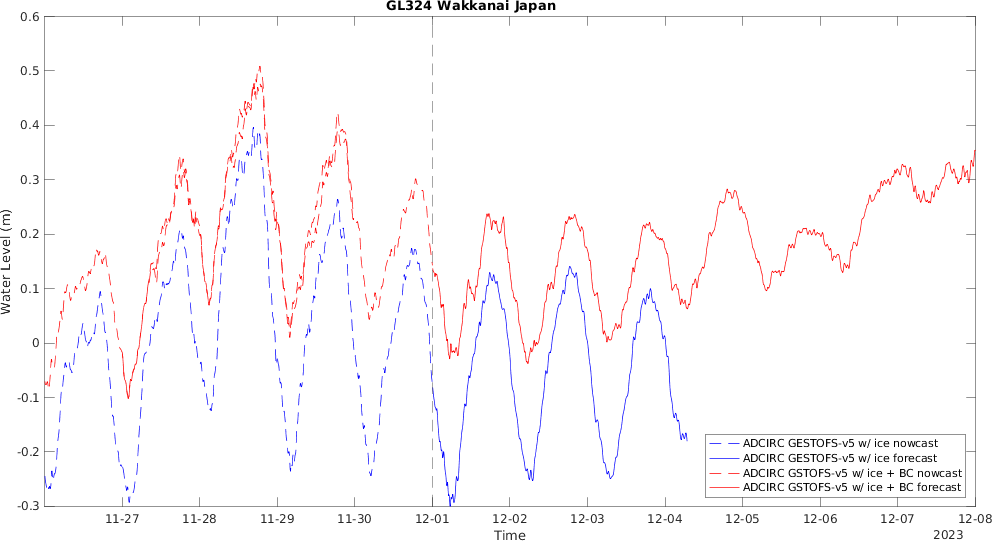 GL324 Wakkanai Japan
0.6
0.5
0.4
0.3
0.2
0.1
0
-0.1
-0.2
-0.3
Water Level (m)
ADCIRC GESTOFS-v5 w/ ice nowcast
ADCIRC GESTOFS-v5 w/ ice forecast
ADCIRC GSTOFS-v5 w/ ice + BC nowcast
ADCIRC GSTOFS-v5 w/ ice + BC forecast
11-27 11-28 11-29 11-30 12-01 12-02 12-03 12-04 12-05 12-06 12-07 12-08
Time
2023